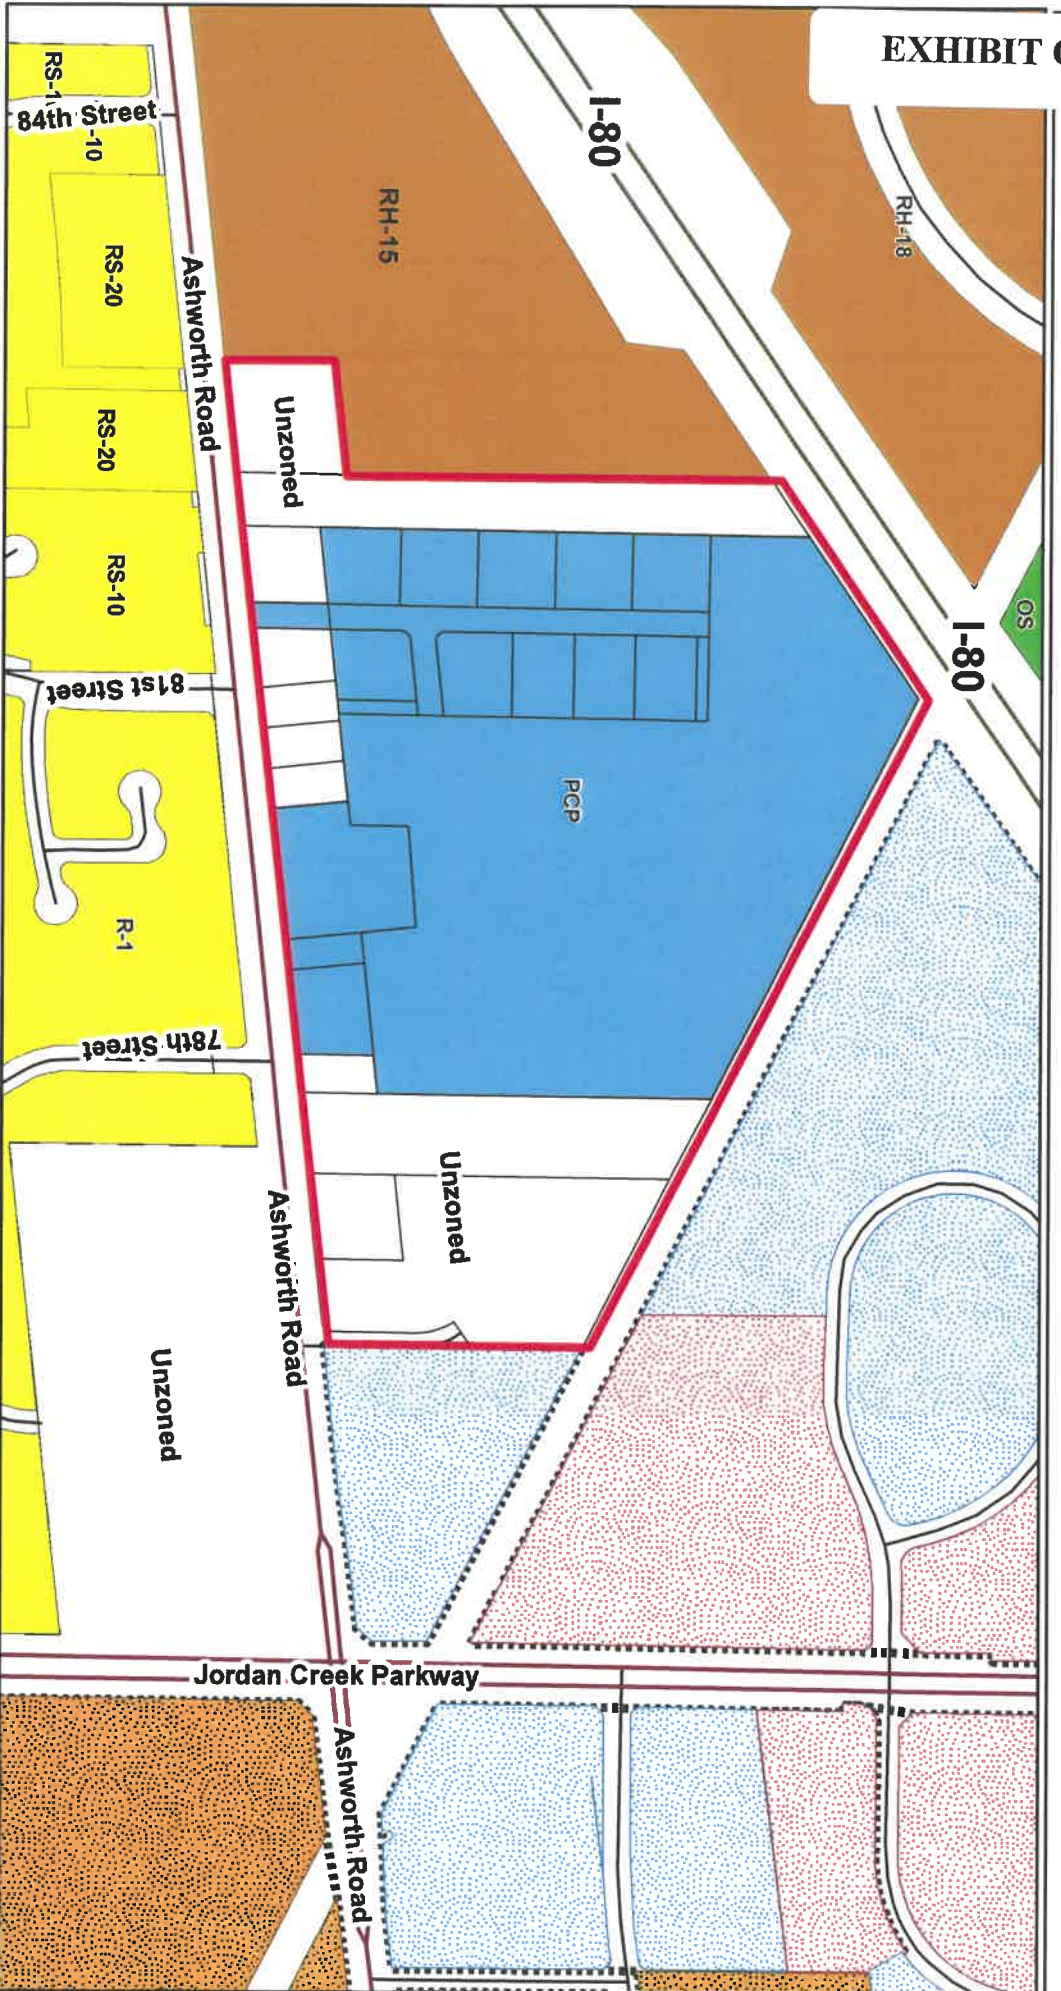 EXHIBIT
I-80
RH-18
RH-15
I-80
OS
RS-1
84th Street
-10
RS-20
Ashworth Road
RS-20
Unzoned
RS-10
81st Street
PCP
R-1
78th Street
Unzoned
Ashworth Road
Unzoned
Jordan Creek Parkway
Ashworth Road